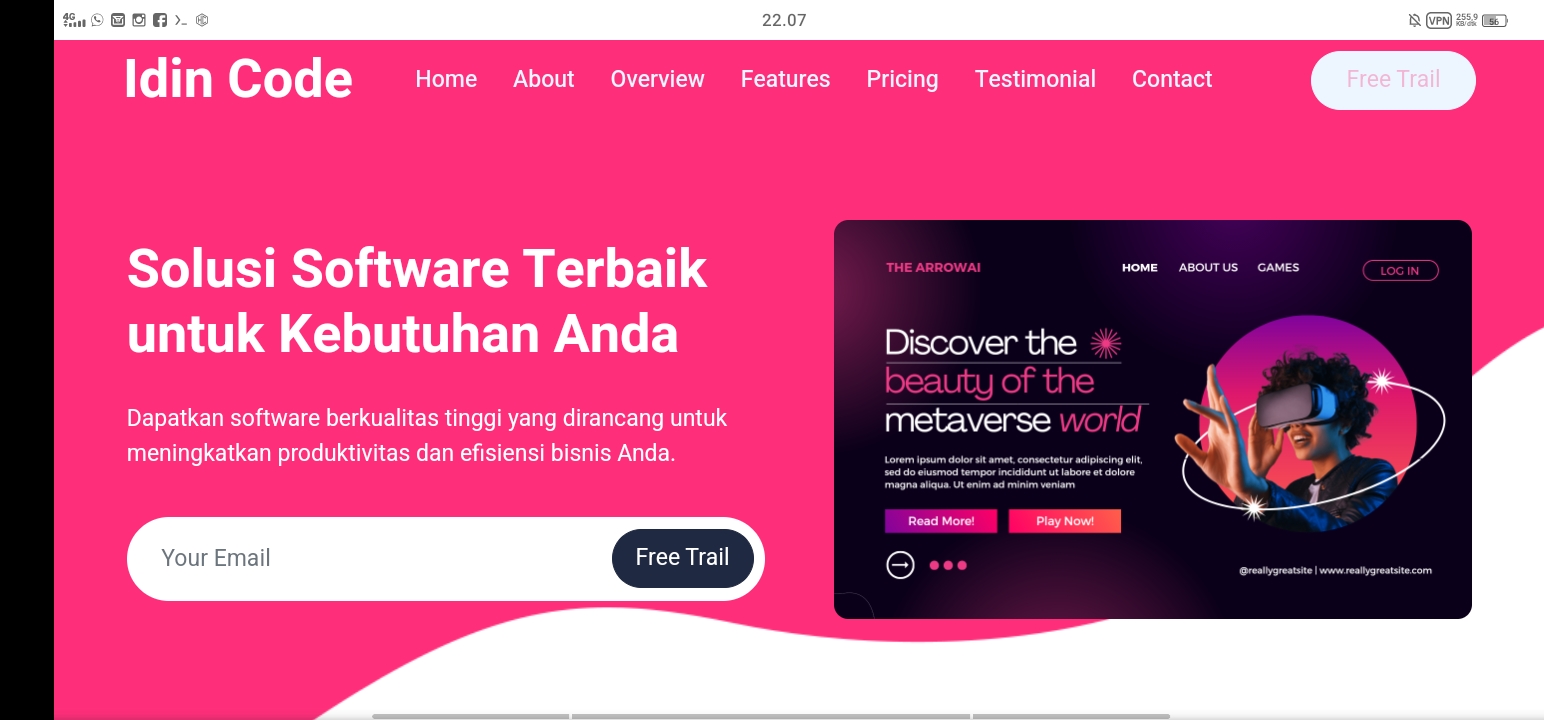 4G
22.07
VPN
255,9
KB/dtk
56
Idin Code
Home About Overview Features Pricing Testimonial Contact
Free Trail
Solusi Software Terbaik
untuk Kebutuhan Anda
Dapatkan software berkualitas tinggi yang dirancang untuk
meningkatkan produktivitas dan efisiensi bisnis Anda.
Your Email
Free Trail
THE ARROWAI
HOME ABOUT US GAMES
LOG IN
Discover the
beauty of the
metaverse world
Lorem ipsum dolor sit amet, consectetur adipiscing elit,
sed do eiusmod tempor incididunt ut labore et dolore
magna aliqua. Ut enim ad minim veniam
Read More! Play Now!
@reallygreatsite | www.reallygreatsite.com